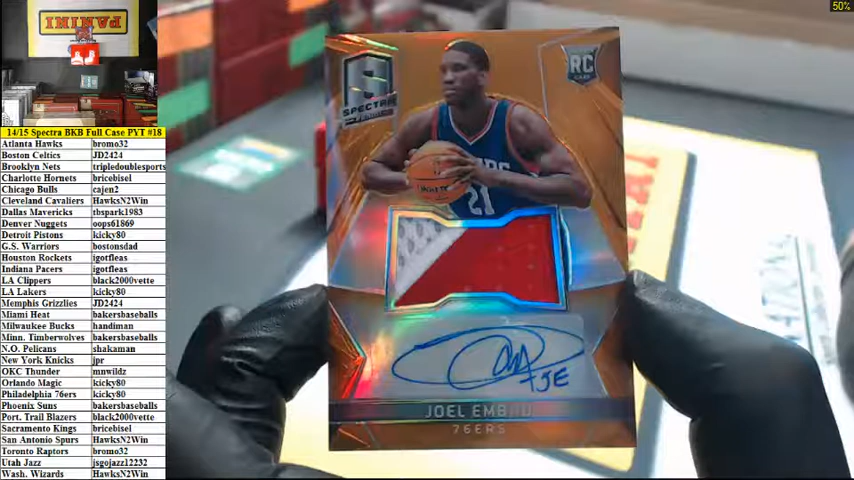 50%
PANINI
14/15 Spectra BKB Full Case PYT #18
Atlanta Hawks bromo32
Boston Celtics JD2424
Brooklyn Nets tripledoublesports
Charlotte Hornets bricebisel
Chicago Bulls cajen2
Cleveland Cavaliers HawksN2Win
Dallas Mavericks tbspark1983
Denver Nuggets oops61869
Detroit Pistons kicky80
G.S. Warriors bostonsdad
Houston Rockets igotfleas
Indiana Pacers igotfleas
LA Clippers black2000vette
LA Lakers kicky80
Memphis Grizzlies JD2424
Miami Heat bakersbaseballs
Milwaukee Bucks handiman
Minn. Timberwolves bakersbaseballs
N.O. Pelicans shakaman
New York Knicks jpr
OKC Thunder mnwildz
Orlando Magic kicky80
Philadelphia 76ers kicky80
Phoenix Suns bakersbaseballs
Port. Trail Blazers black2000vette
Sacramento Kings bricebisel
San Antonio Spurs HawksN2Win
Toronto Raptors bromo32
Utah Jazz jsgojazz12232
Wash. Wizards HawksN2Win
S
SPECTRA
PANINI
RC
21
JE
JOEL EMBIID
76ERS